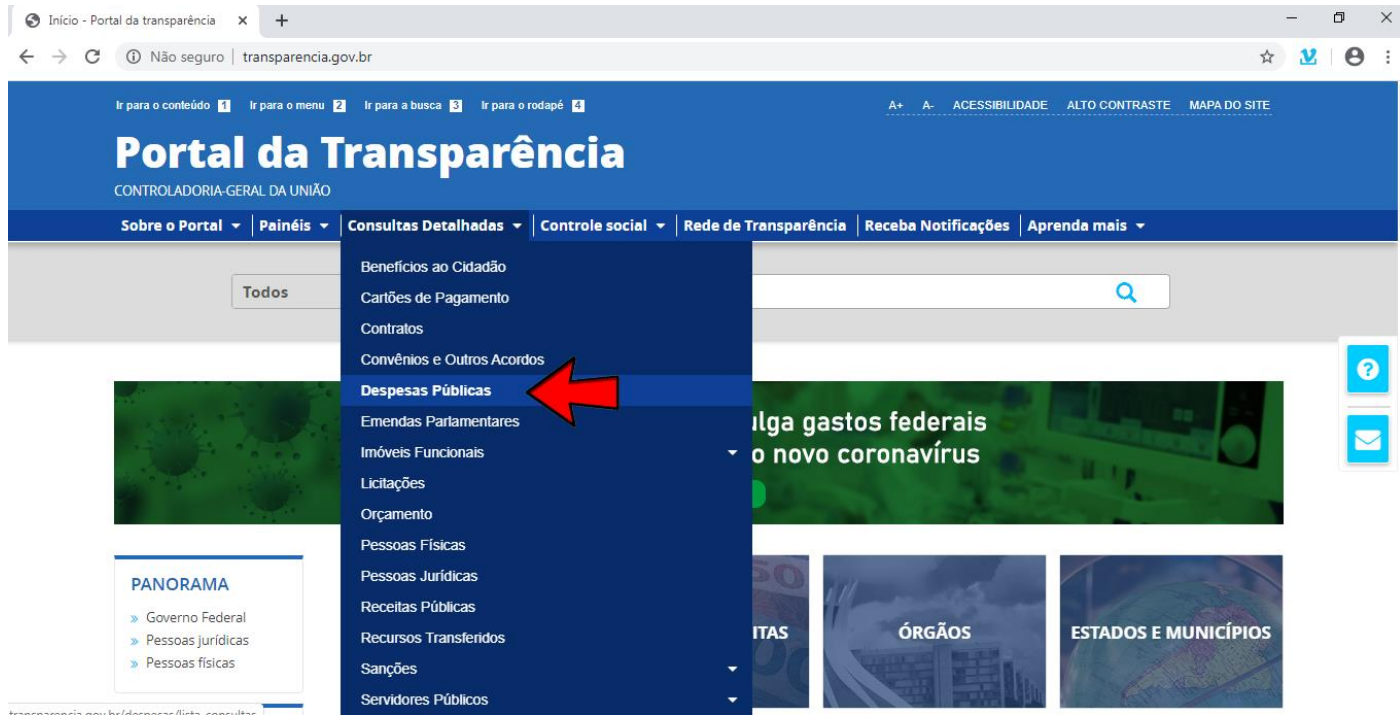 Início - Portal da transparência
Não seguro | transparencia.gov.br
Ir para o conteúdo 1 Ir para o menu 2 Ir para a busca 3 Ir para o rodapé 4 A+ A- ACESSIBILIDADE ALTO CONTRASTE MAPA DO SITE
Portal da Transparência
CONTROLADORIA-GERAL DA UNIÃO
Sobre o Portal Painéis Consultas Detalhadas Controle social Rede de Transparência Receba Notificações Aprenda mais
Todos
Benefícios ao Cidadão
Cartões de Pagamento
Contratos
Convênios e Outros Acordos
Despesas Públicas
Emendas Parlamentares
Imóveis Funcionais
Licitações
Orçamento
Pessoas Físicas
Pessoas Jurídicas
Receitas Públicas
Recursos Transferidos
Sanções
Servidores Públicos
gastos federais
o novo coronavírus
PANORAMA
Governo Federal
Pessoas jurídicas
Pessoas físicas
ÓRGÃOS
ESTADOS E MUNICÍPIOS
transparencia.gov.br/despesas/lista-consultas